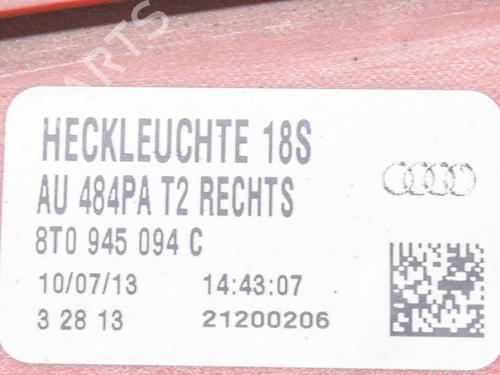 HECKLEUCHTE 18S
AU 484PA T2 RECHTS
8T0 945 094 C
10/07/13 14:43:07
3 28 13 21200206